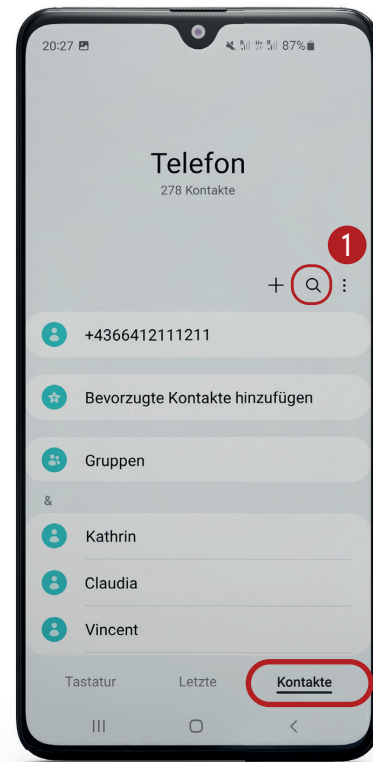 20:27 87%
Telefon
278 Kontakte
1
+4366412111211
Bevorzugte Kontakte hinzufügen
Gruppen
&
Kathrin
Claudia
Vincent
Tastatur Letzte Kontakte